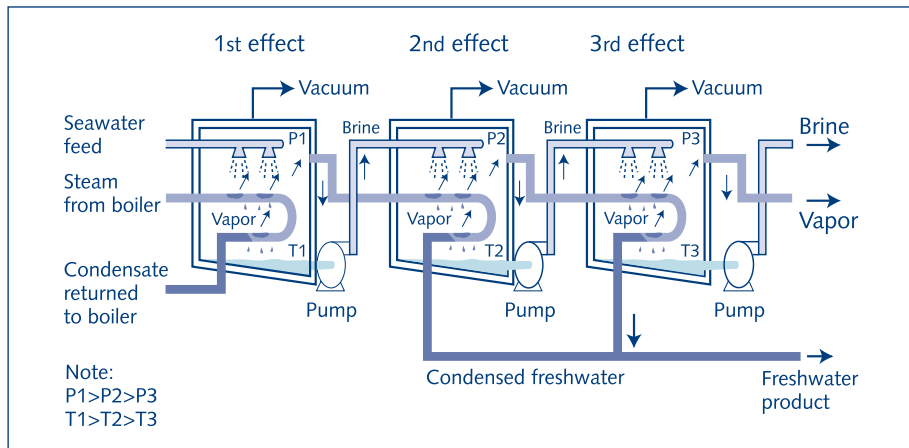 1st effect
2nd effect
3rd effect
Vacuum
Vacuum
Vacuum
Seawater
feed
P1
Brine
P2
Brine
P3
Brine
Steam
from boiler
Vapor
Vapor
Vapor
Vapor
T1
T2
T3
Condensate
returned
to boiler
Pump
Pump
Pump
Note:
P1>P2>P3
T1>T2>T3
Condensed freshwater
Freshwater
product